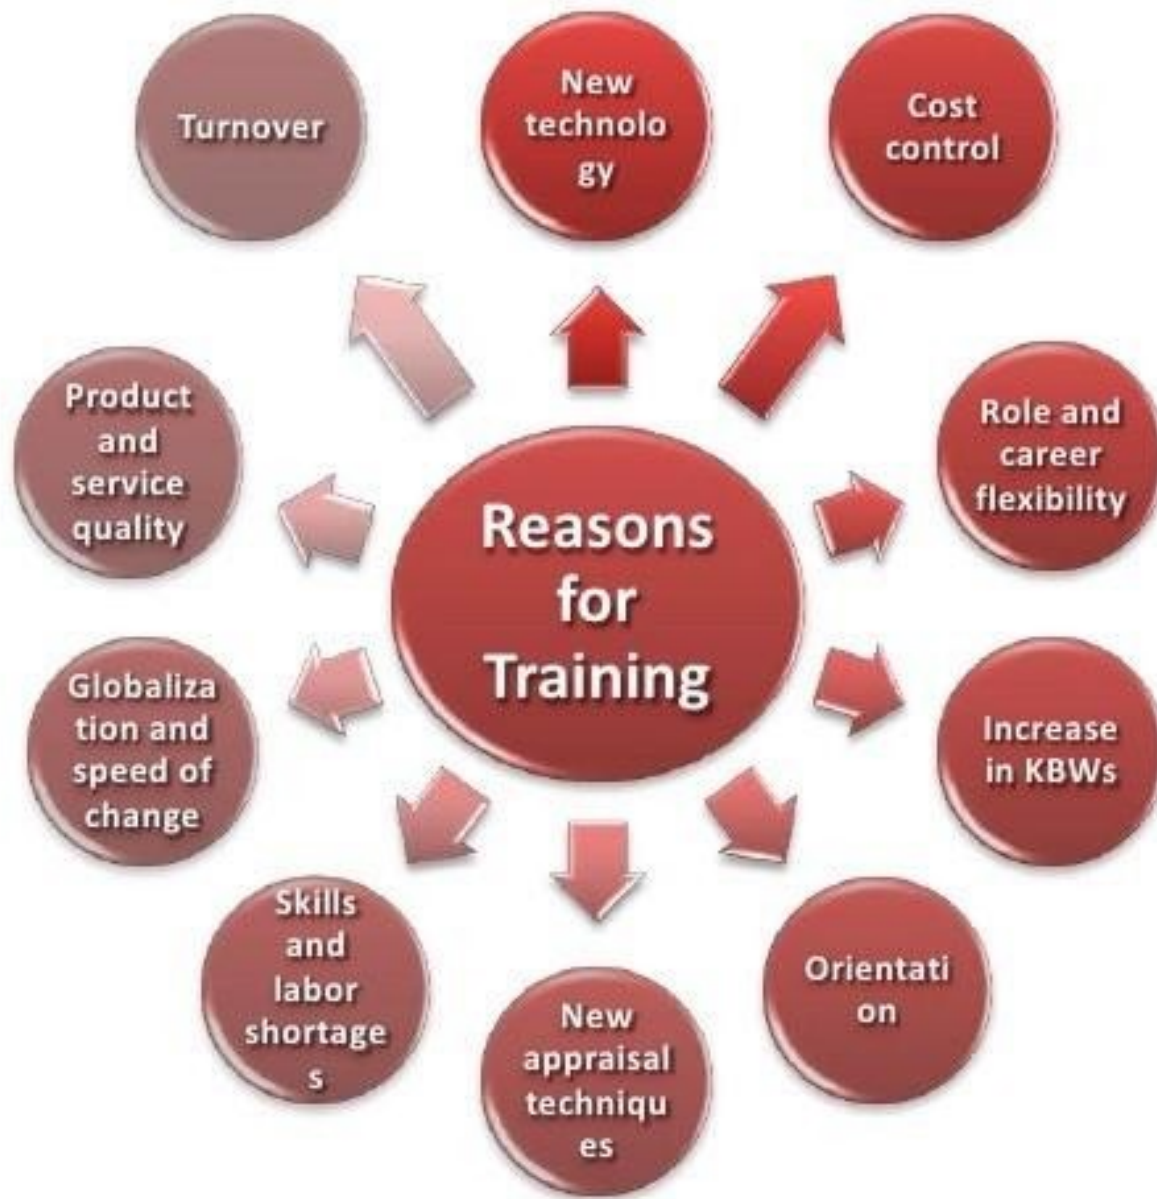 Turnover
New
technolo
gy
Cost
control
Product
and
service
quality
Reasons
for
Training
Role and
career
flexibility
Globaliza
tion and
speed of
change
Increase
in KBWs
Skills
and
labor
shortage
s
New
appraisal
techniqu
es
Orientati
on